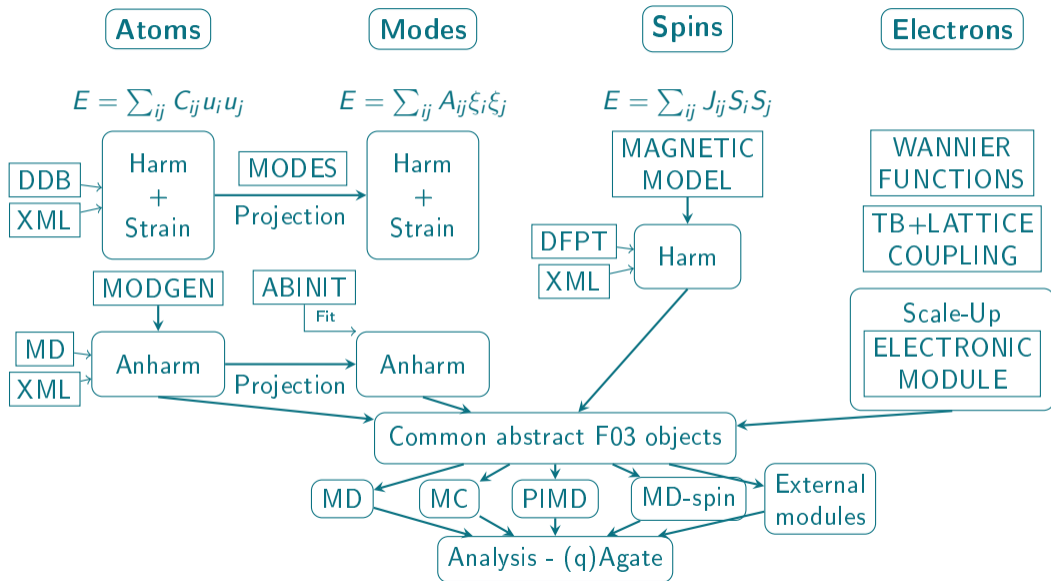 Atoms
Modes
Spins
Electrons
E = ∑ij Cij ui uj
E = ∑ij Aij ξi ξj
E = ∑ij Jij Si Sj
DDB
XML
Harm
+
Strain
MODES
Projection
Harm
+
Strain
MAGNETIC
MODEL
DFPT
XML
Harm
WANNIER
FUNCTIONS
TB+LATTICE
COUPLING
MODGEN
ABINIT
Fit
MD
XML
Anharm
Projection
Anharm
Scale-Up
ELECTRONIC
MODULE
Common abstract F03 objects
MD
MC
PIMD
MD-spin
External
modules
Analysis - (q)Agate